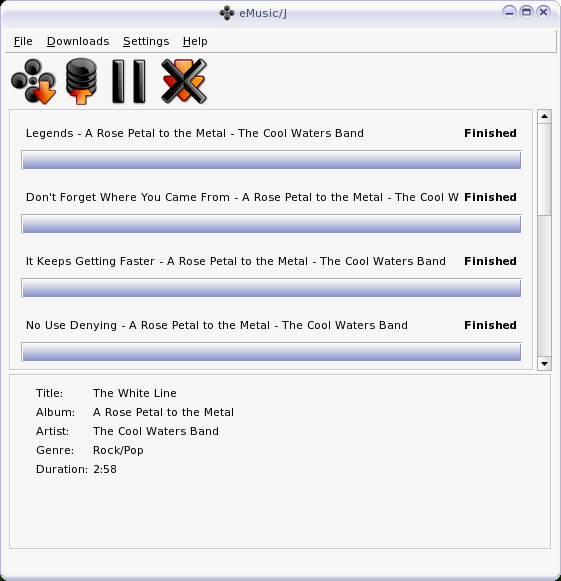 eMusic/J
File Downloads Settings Help
Legends - A Rose Petal to the Metal - The Cool Waters Band Finished
Don't Forget Where You Came From - A Rose Petal to the Metal - The Cool W Finished
It Keeps Getting Faster - A Rose Petal to the Metal - The Cool Waters Band Finished
No Use Denying - A Rose Petal to the Metal - The Cool Waters Band Finished
Title: The White Line
Album: A Rose Petal to the Metal
Artist: The Cool Waters Band
Genre: Rock/Pop
Duration: 2:58